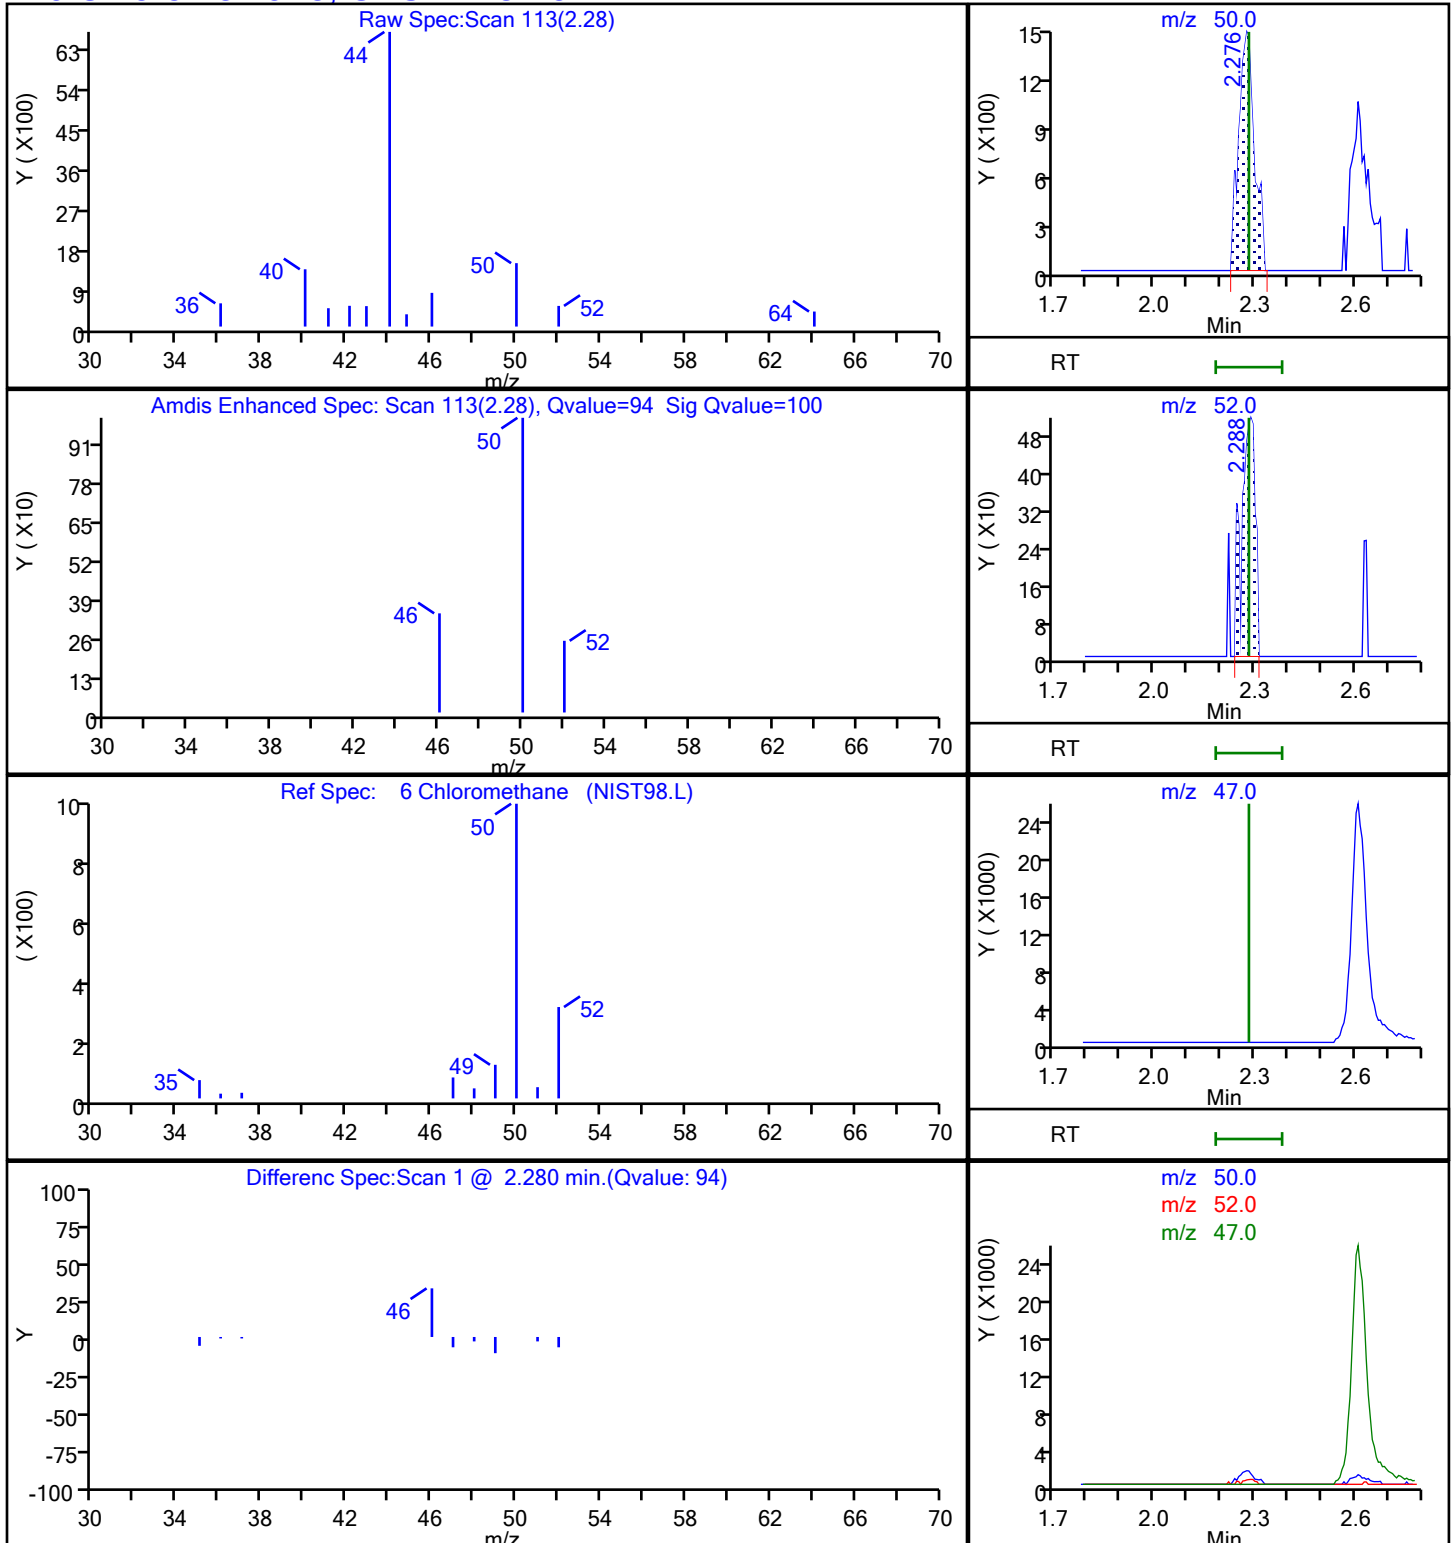 Raw Spec:Scan 113(2.28)
Y ( X100)
63
54
45
36
27
18
9
0
44
40
36
50
52
64
30 34 38 42 46 50 54 58 62 66 70
m/z
m/z 50.0
Y ( X100)
15
12
9
6
3
0
2.276
1.7 2.0 2.3 2.6
Min
RT
Amdis Enhanced Spec: Scan 113(2.28), Qvalue=94 Sig Qvalue=100
Y ( X10)
91
78
65
52
39
26
13
0
50
46
52
30 34 38 42 46 50 54 58 62 66 70
m/z
m/z 52.0
Y ( X10)
48
40
32
24
16
8
0
2.288
1.7 2.0 2.3 2.6
Min
RT
Ref Spec: 6 Chloromethane (NIST98.L)
( X100)
10
8
6
4
2
0
50
52
49
35
30 34 38 42 46 50 54 58 62 66 70
m/z 47.0
Y ( X1000)
24
20
16
12
8
4
0
1.7 2.0 2.3 2.6
Min
RT
Differenc Spec:Scan 1 @ 2.280 min.(Qvalue: 94)
Y
100
75
50
25
0
-25
-50
-75
-100
46
30 34 38 42 46 50 54 58 62 66 70
m/z
m/z 50.0
m/z 52.0
m/z 47.0
Y ( X1000)
24
20
16
12
8
4
0
1.7 2.0 2.3 2.6
Min